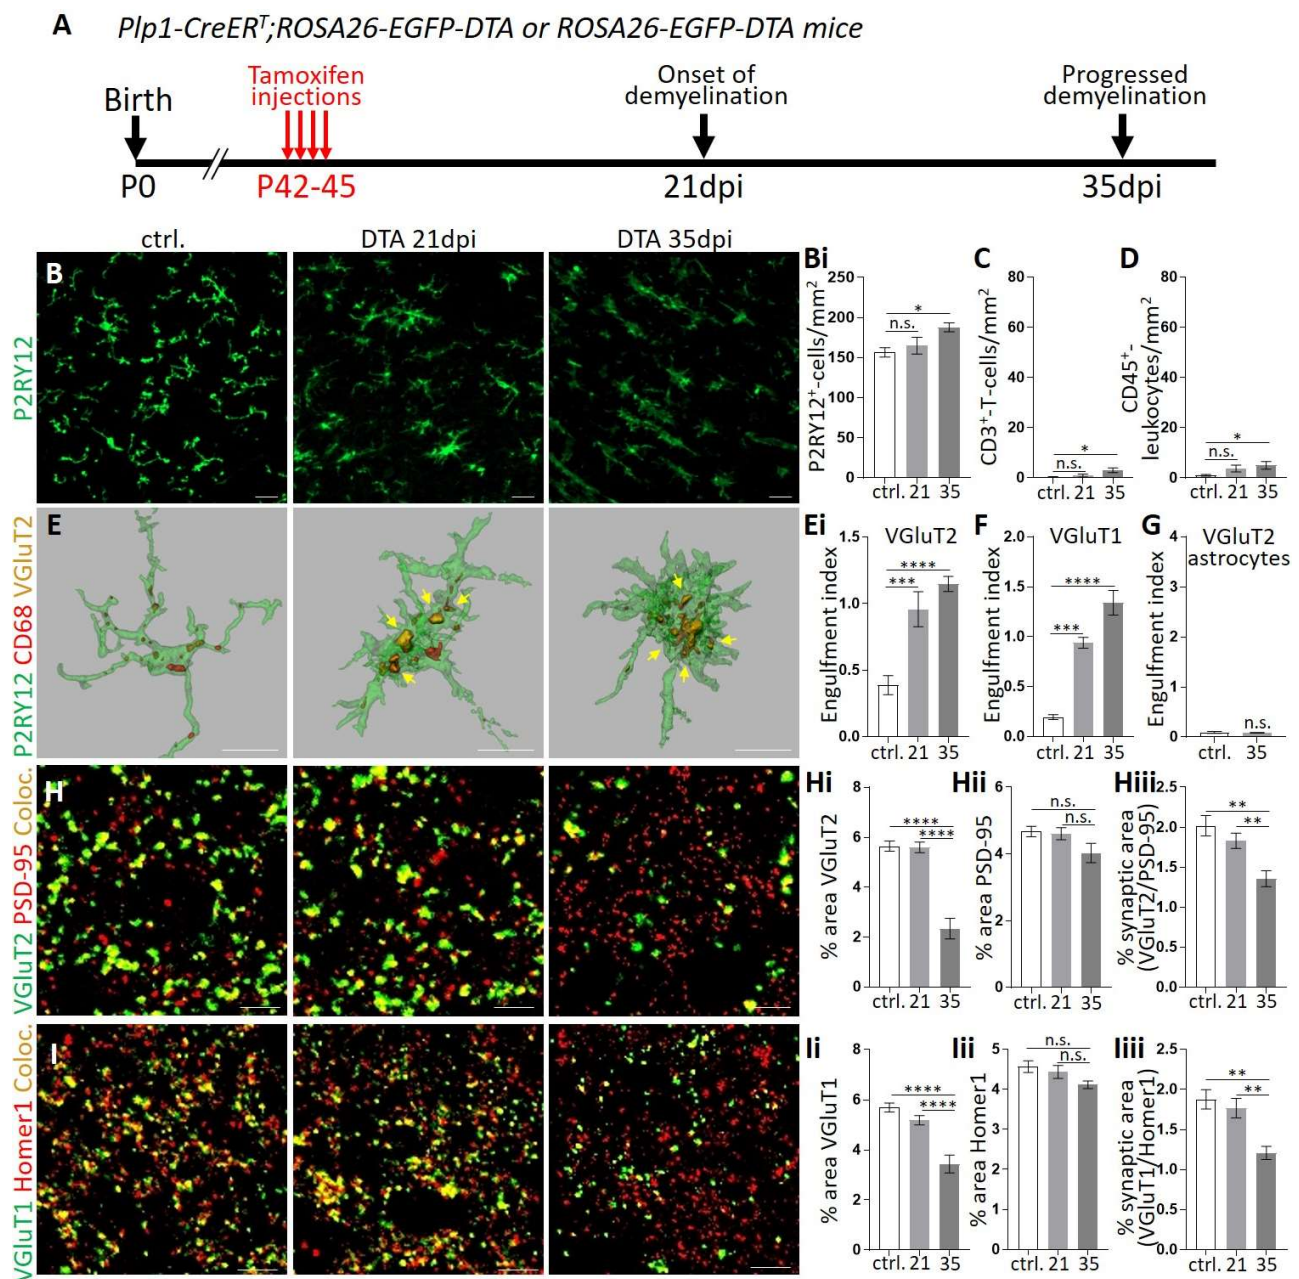 A Plp1-CreERᵀ;ROSA26-EGFP-DTA or ROSA26-EGFP-DTA mice
Tamoxifen
injections
Onset of
demyelination
Progressed
demyelination
Birth
P0
P42-45
21dpi
35dpi
ctrl.
DTA 21dpi
DTA 35dpi
B
P2RY12
Bi
P2RY12⁺-cells/mm²
250
200
150
100
50
0
n.s.
*
ctrl. 21 35
C
CD3⁺-T-cells/mm²
80
60
40
20
0
n.s.
*
ctrl. 21 35
D
CD45⁺-
leukocytes/mm²
80
60
40
20
0
n.s.
*
ctrl. 21 35
E
P2RY12 CD68 VGluT2
Ei
VGluT2
Engulfment index
1.5
1.0
0.5
0.0
****
***
ctrl. 21 35
F
VGluT1
Engulfment index
2.0
1.5
1.0
0.5
0.0
****
***
ctrl. 21 35
G
VGluT2
astrocytes
Engulfment index
4
3
2
1
0
n.s.
ctrl. 35
H
VGluT2 PSD-95 Coloc.
Hi
% area VGluT2
8
6
4
2
0
****
****
ctrl. 21 35
Hii
% area PSD-95
6
4
2
0
n.s.
n.s.
ctrl. 21 35
Hiii
% synaptic area
(VGluT2/PSD-95)
2.5
2.0
1.5
1.0
0.5
0.0
**
**
ctrl. 21 35
I
VGluT1 Homer1 Coloc.
Ii
% area VGluT1
8
6
4
2
0
****
****
ctrl. 21 35
Iii
% area Homer1
5
4
3
2
1
0
n.s.
n.s.
ctrl. 21 35
Iiii
% synaptic area
(VGluT1/Homer1)
2.5
2.0
1.5
1.0
0.5
0.0
**
**
ctrl. 21 35